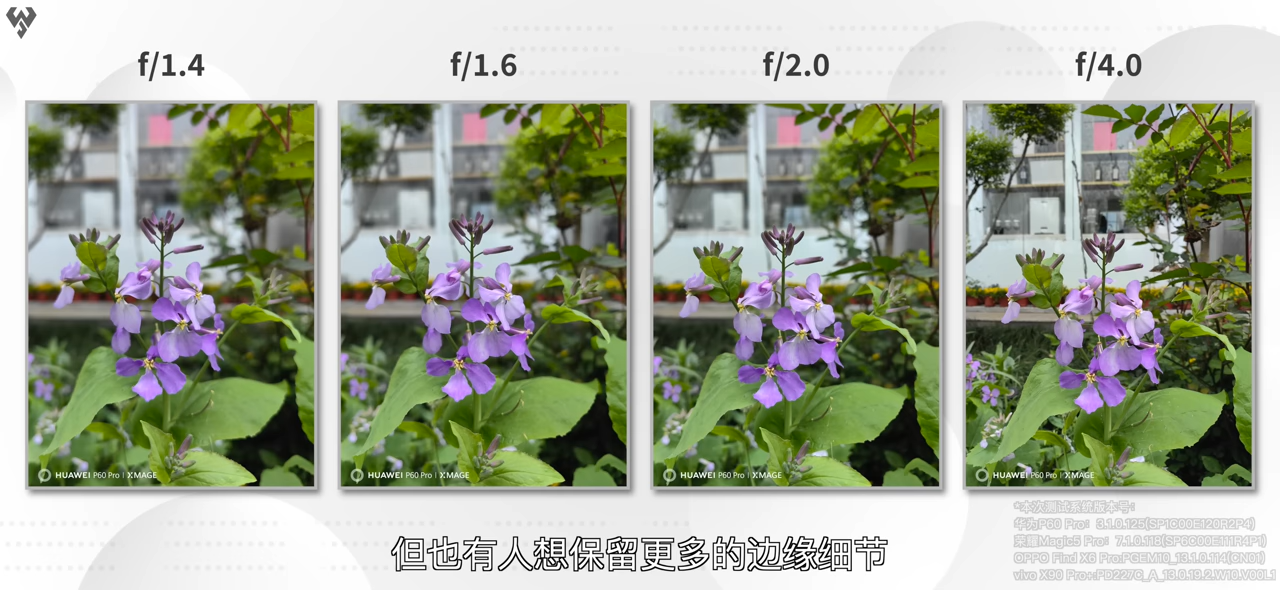 f/1.4
f/1.6
f/2.0
f/4.0
HUAWEI P60 Pro | XMAGE
HUAWEI P60 Pro | XMAGE
HUAWEI P60 Pro | XMAGE
HUAWEI P60 Pro | XMAGE
*本次测试系统版本号:
华为P60 Pro: 3.1.0.125(SP1C00E120R2P4)
荣耀Magic5 Pro: 7.1.0.118(SP6C00E111R4P1)
OPPO Find X6 Pro:PGEM10_13.1.0.114(CN01)
vivo X90 Pro+:PD227C_A_13.0.19.2.W10.V00L1
但也有人想保留更多的边缘细节